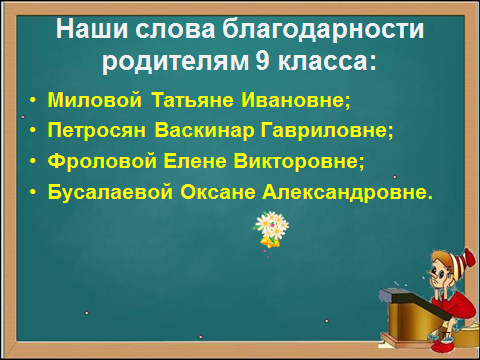 Наши слова благодарности
родителям 9 класса:
• Миловой Татьяне Ивановне;
• Петросян Васкинар Гавриловне;
• Фроловой Елене Викторовне;
• Бусалаевой Оксане Александровне.